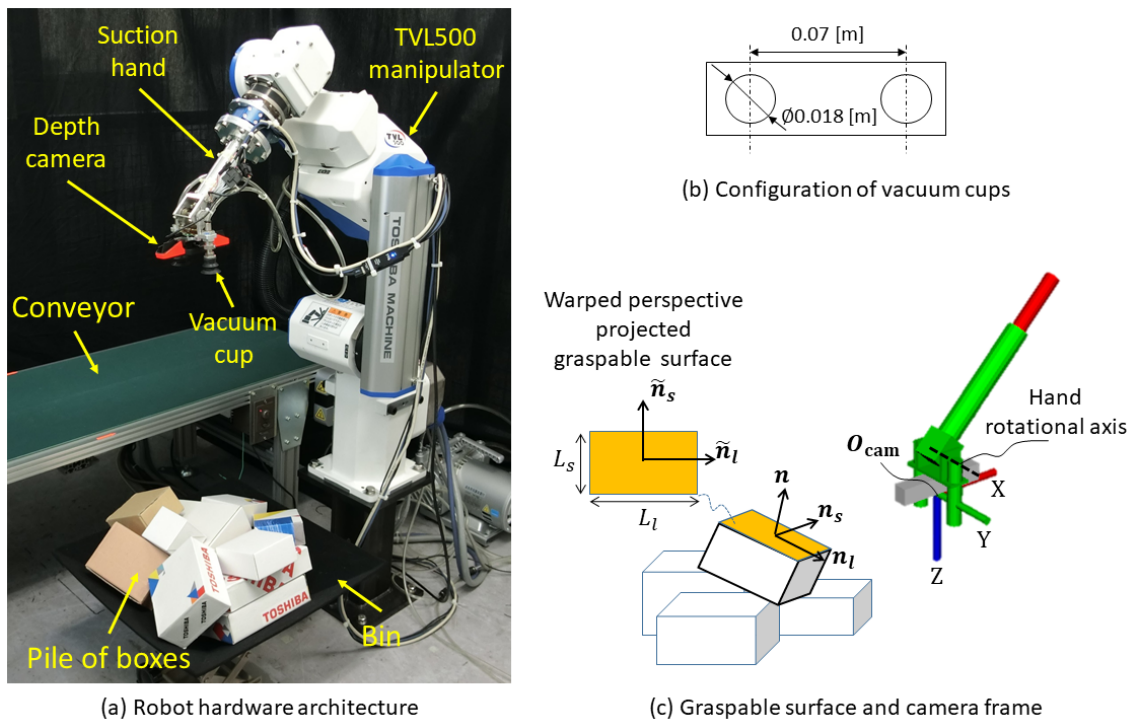 Suction
hand
TVL500
manipulator
Depth
camera
TVL
500
TOSHIBA MACHINE
Conveyor
Vacuum
cup
TOSHIBA
TOSHIBA
TOSHIBA
Pile of boxes
Bin
(a) Robot hardware architecture
0.07 [m]
Ø0.018 [m]
(b) Configuration of vacuum cups
Warped perspective
projected
graspable surface
ñₛ
ñₗ
Lₛ
Lₗ
n
nₛ
nₗ
Hand
rotational axis
O_cam
X
Y
Z
(c) Graspable surface and camera frame